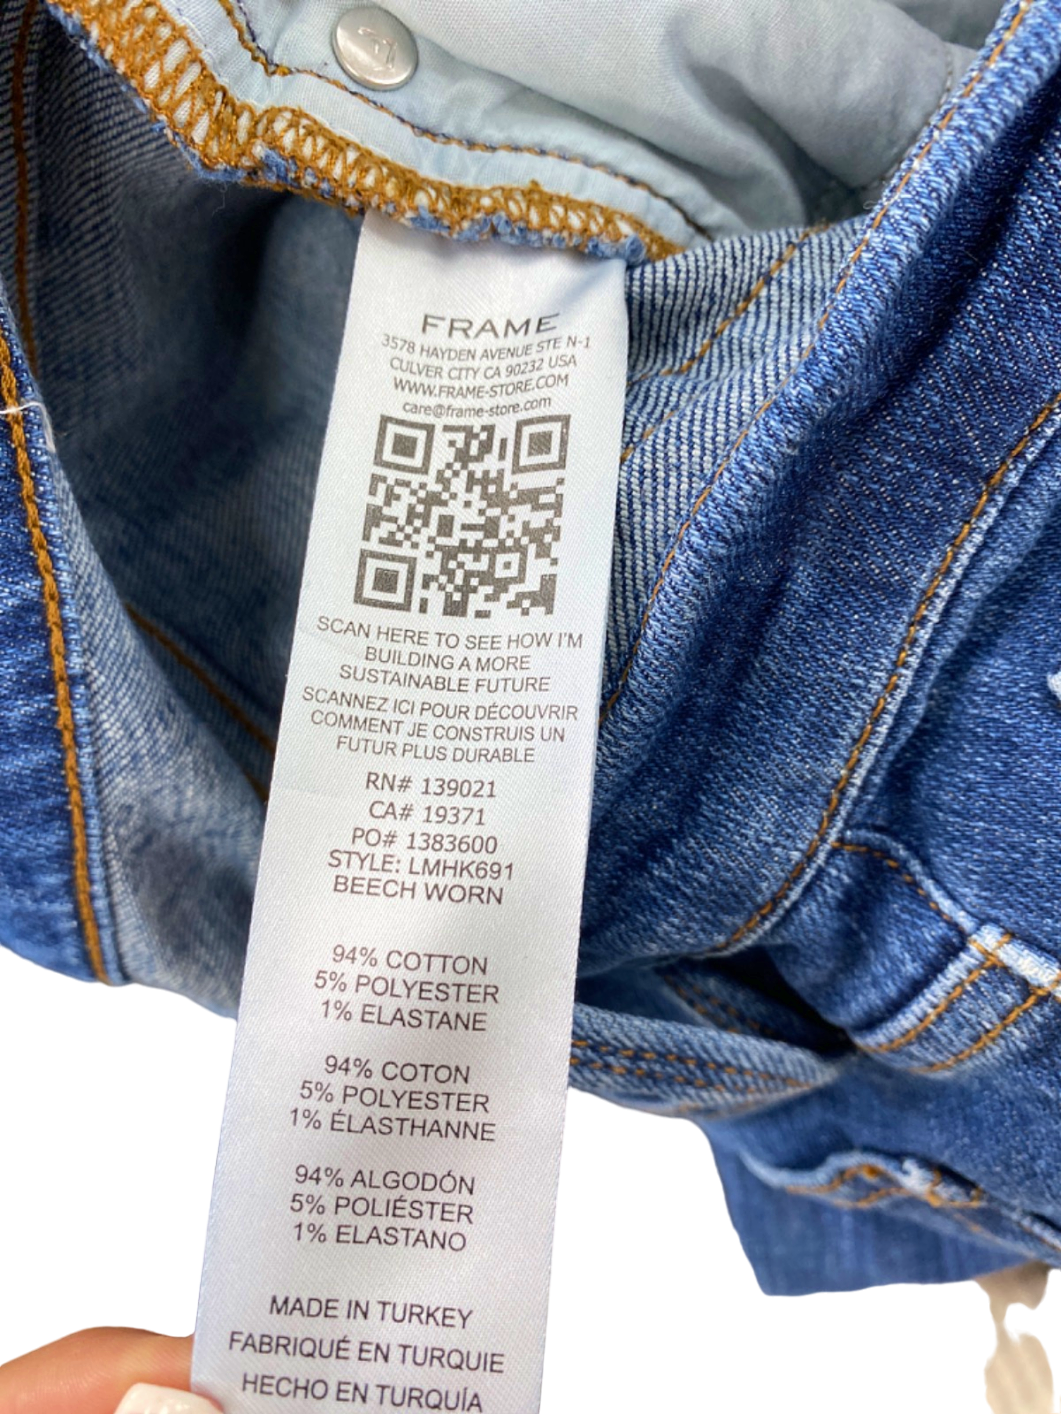 FRAME
3578 HAYDEN AVENUE STE N-1
CULVER CITY CA 90232 USA
WWW.FRAME-STORE.COM
care@frame-store.com
SCAN HERE TO SEE HOW I'M
BUILDING A MORE
SUSTAINABLE FUTURE
SCANNEZ ICI POUR DÉCOUVRIR
COMMENT JE CONSTRUIS UN
FUTUR PLUS DURABLE
RN# 139021
CA# 19371
PO# 1383600
STYLE: LMHK691
BEECH WORN
94% COTTON
5% POLYESTER
1% ELASTANE
94% COTON
5% POLYESTER
1% ÉLASTHANNE
94% ALGODÓN
5% POLIÉSTER
1% ELASTANO
MADE IN TURKEY
FABRIQUÉ EN TURQUIE
HECHO EN TURQUÍA